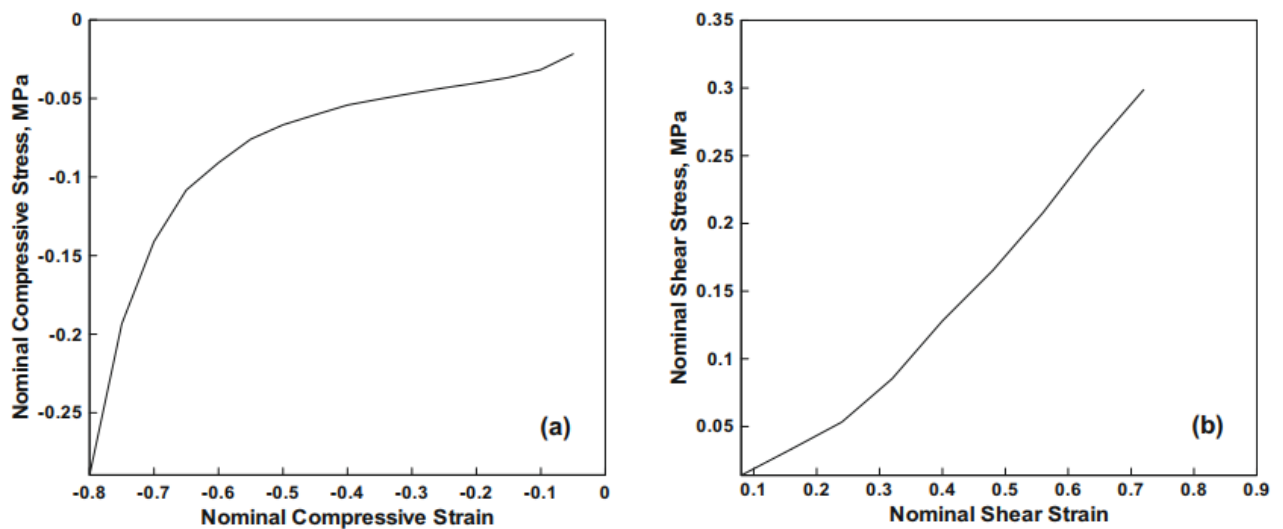 0
-0.05
-0.1
-0.15
-0.2
-0.25
Nominal Compressive Stress, MPa
(a)
-0.8 -0.7 -0.6 -0.5 -0.4 -0.3 -0.2 -0.1 0
Nominal Compressive Strain
0.35
0.3
0.25
0.2
0.15
0.1
0.05
Nominal Shear Stress, MPa
(b)
0.1 0.2 0.3 0.4 0.5 0.6 0.7 0.8 0.9
Nominal Shear Strain